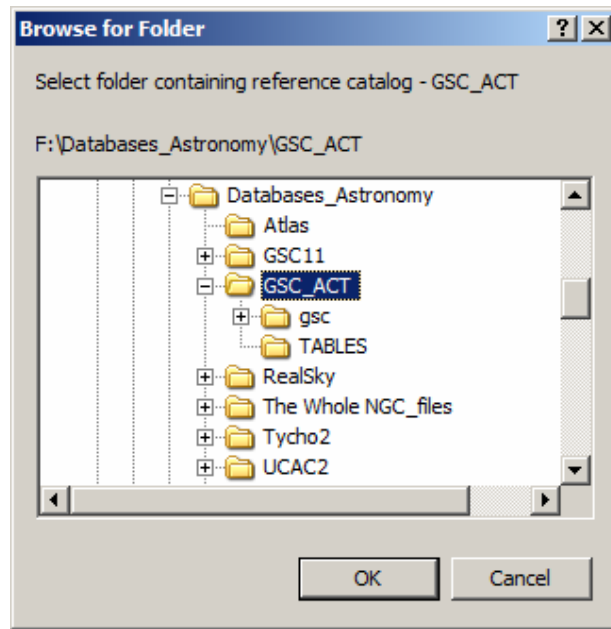 Browse for Folder
Select folder containing reference catalog - GSC_ACT
F:\Databases_Astronomy\GSC_ACT
Databases_Astronomy
Atlas
GSC11
GSC_ACT
gsc
TABLES
RealSky
The Whole NGC_files
Tycho2
UCAC2
OK Cancel